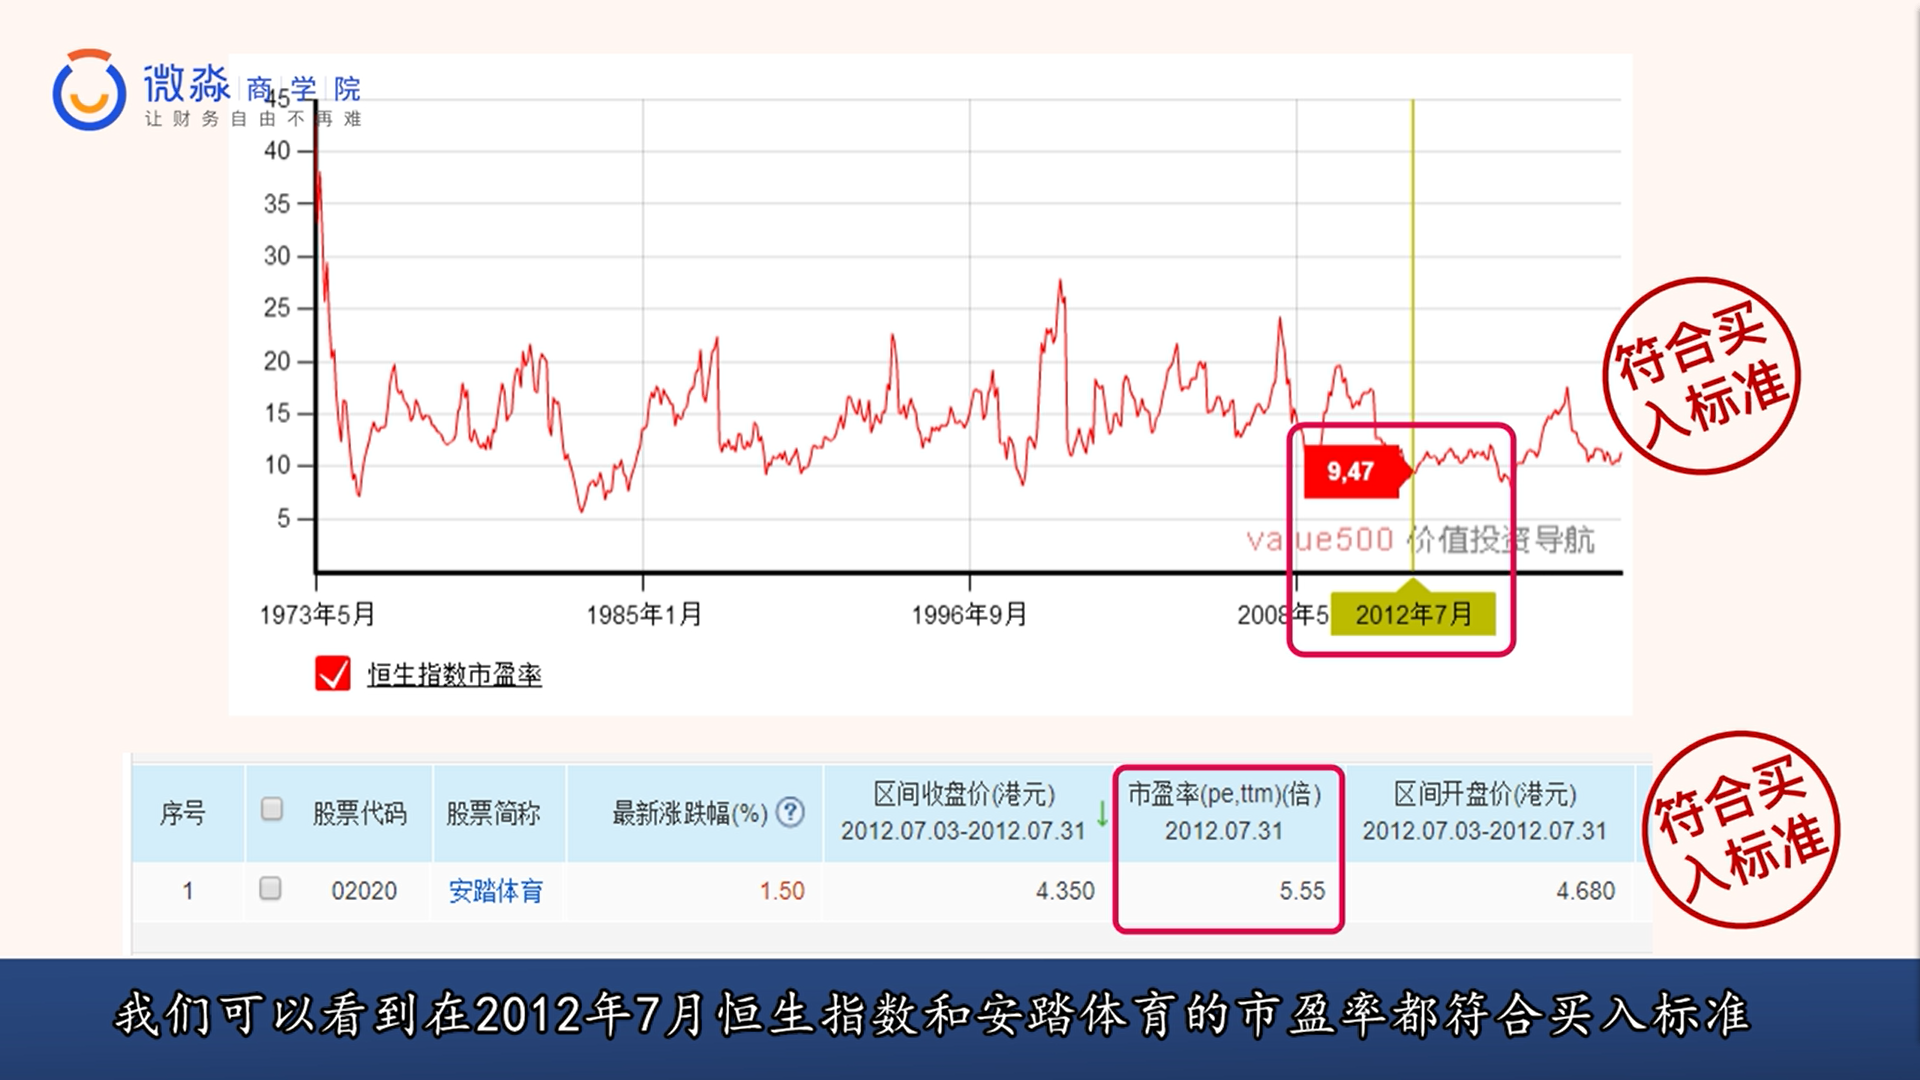 微淼 商学院
让财务自由不再难
45
40
35
30
25
20
15
10
5
9,47
value500 价值投资导航
1973年5月
1985年1月
1996年9月
2008年5
2012年7月
恒生指数市盈率
符合买
入标准
序号
股票代码
股票简称
最新涨跌幅(%) ?
区间收盘价(港元)
2012.07.03-2012.07.31
市盈率(pe,ttm)(倍)
2012.07.31
区间开盘价(港元)
2012.07.03-2012.07.31
1
02020
安踏体育
1.50
4.350
5.55
4.680
符合买
入标准
我们可以看到在2012年7月恒生指数和安踏体育的市盈率都符合买入标准